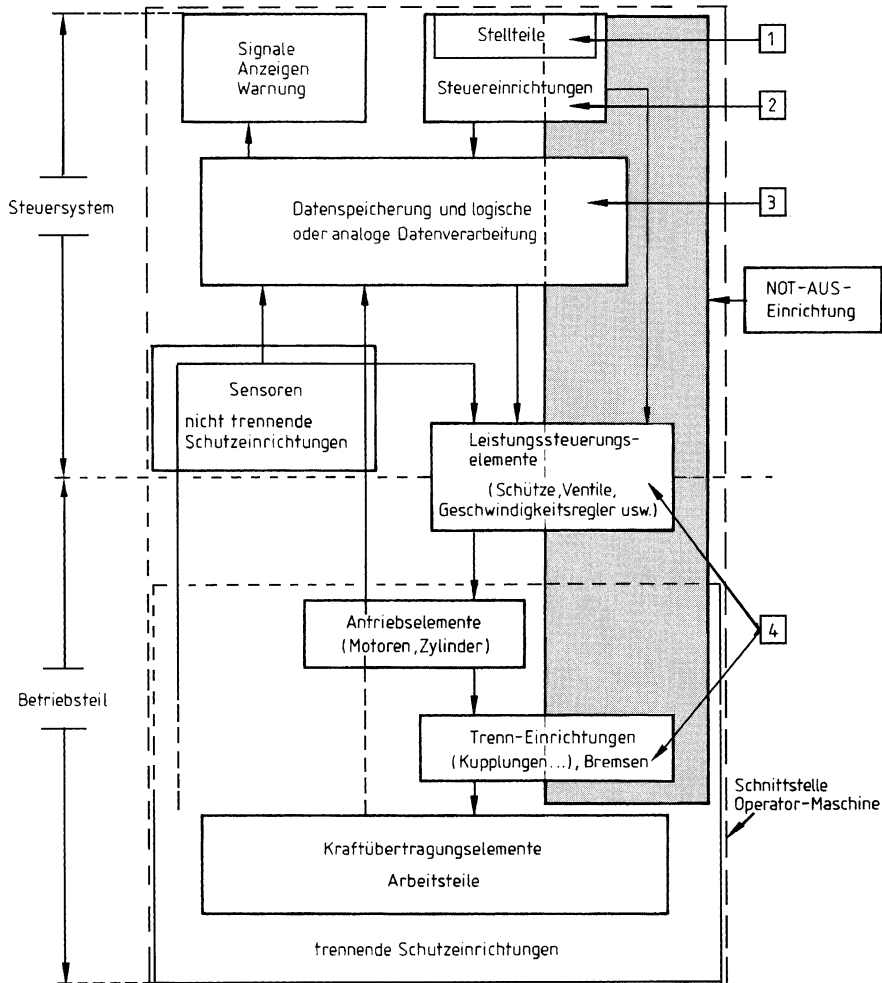 Signale
Anzeigen
Warnung
Stellteile
1
Steuereinrichtungen
2
Steuersystem
Datenspeicherung und logische
oder analoge Datenverarbeitung
3
NOT-AUS-
Einrichtung
Sensoren
nicht trennende
Schutzeinrichtungen
Leistungssteuerungs-
elemente
(Schütze, Ventile,
Geschwindigkeitsregler usw.)
Antriebselemente
(Motoren, Zylinder)
4
Betriebsteil
Trenn-Einrichtungen
(Kupplungen...), Bremsen
Schnittstelle
Operator-Maschine
Kraftübertragungselemente
Arbeitsteile
trennende Schutzeinrichtungen